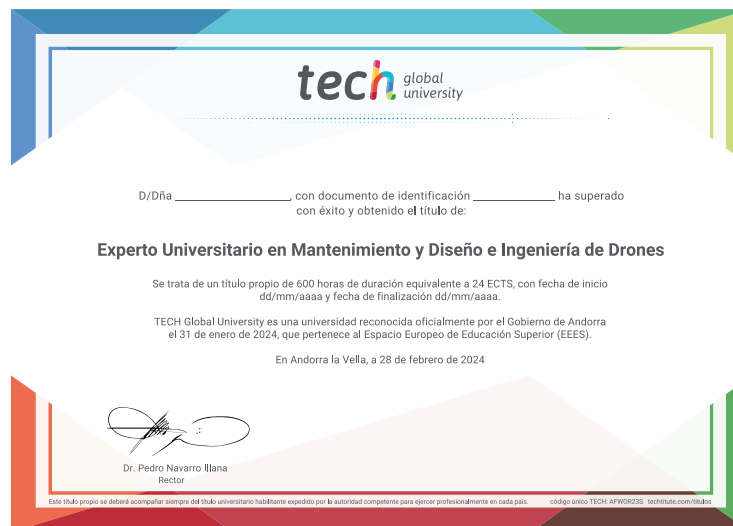 tech global university
D/Dña ____________________, con documento de identificación ______________ ha superado
con éxito y obtenido el título de:
Experto Universitario en Mantenimiento y Diseño e Ingeniería de Drones
Se trata de un título propio de 600 horas de duración equivalente a 24 ECTS, con fecha de inicio
dd/mm/aaaa y fecha de finalización dd/mm/aaaa.
TECH Global University es una universidad reconocida oficialmente por el Gobierno de Andorra
el 31 de enero de 2024, que pertenece al Espacio Europeo de Educación Superior (EEES).
En Andorra la Vella, a 28 de febrero de 2024
Dr. Pedro Navarro Illana
Rector
Este título propio se deberá acompañar siempre del título universitario habilitante expedido por la autoridad competente para ejercer profesionalmente en cada país. código único TECH: AFWOR23S techtitute.com/titulos